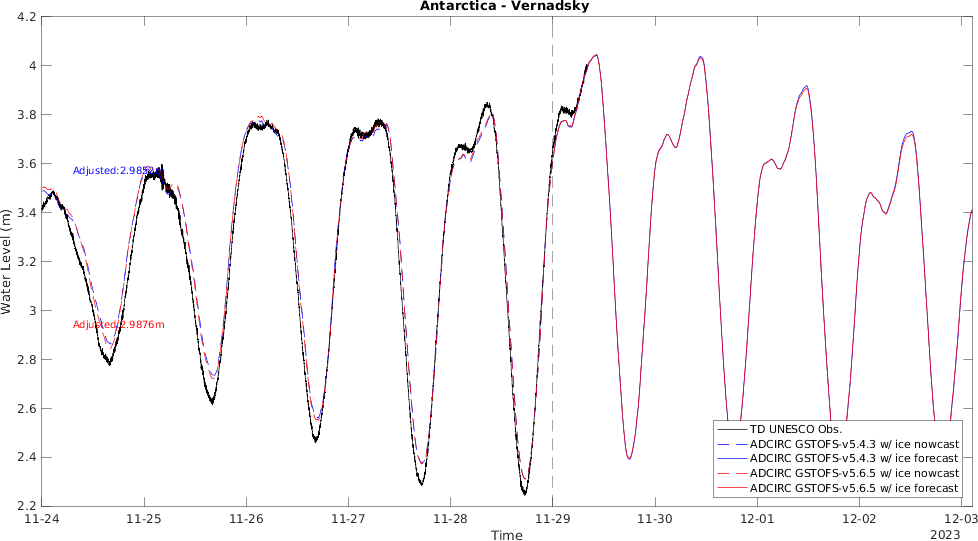 Antarctica - Vernadsky
4.2
4
3.8
3.6
3.4
3.2
3
2.8
2.6
2.4
2.2
Water Level (m)
Adjusted:2.9876m
TD UNESCO Obs.
ADCIRC GSTOFS-v5.4.3 w/ ice nowcast
ADCIRC GSTOFS-v5.4.3 w/ ice forecast
ADCIRC GSTOFS-v5.6.5 w/ ice nowcast
ADCIRC GSTOFS-v5.6.5 w/ ice forecast
11-24 11-25 11-26 11-27 11-28 11-29 11-30 12-01 12-02 12-03
Time
2023